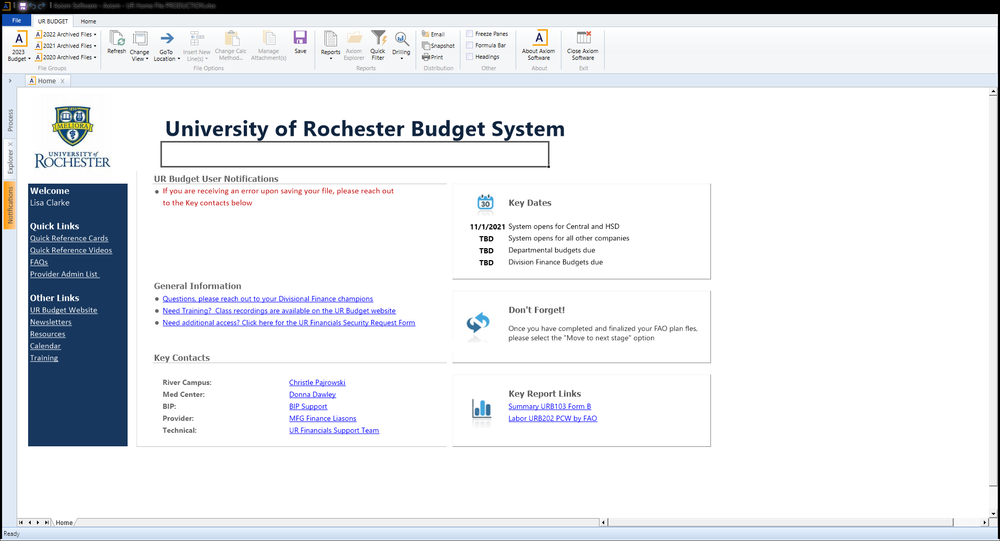 Axiom Software - Axiom - UR Home File PRODUCTION.xlsx
File
UR BUDGET
Home
2023
Budget
2022 Archived Files
2021 Archived Files
2020 Archived Files
File Groups
Refresh
Change
View
GoTo
Location
Insert New
Line(s)
Change Calc
Method...
Manage
Attachment(s)
Save
File Options
Reports
Axiom
Explorer
Quick
Filter
Drilling
Reports
Email
Snapshot
Print
Distribution
Freeze Panes
Formula Bar
Headings
Other
About Axiom
Software
About
Close Axiom
Software
Exit
Home
Process
Explorer
Notifications
1850
MELIORA
UNIVERSITY of
ROCHESTER
University of Rochester Budget System
Welcome
Lisa Clarke
Quick Links
Quick Reference Cards
Quick Reference Videos
FAQs
Provider Admin List
Other Links
UR Budget Website
Newsletters
Resources
Calendar
Training
UR Budget User Notifications
If you are receiving an error upon saving your file, please reach out
to the Key contacts below
General Information
Questions, please reach out to your Divisional Finance champions
Need Training?  Class recordings are available on the UR Budget website
Need additional access? Click here for the UR Financials Security Request Form
Key Contacts
River Campus: Christle Pajrowski
Med Center: Donna Dawley
BIP: BIP Support
Provider: MFG Finance Liasons
Technical: UR Financials Support Team
30
Key Dates
11/1/2021 System opens for Central and HSD
TBD System opens for all other companies
TBD Departmental budgets due
TBD Division Finance Budgets due
Don't Forget!
Once you have completed and finalized your FAO plan fles,
please select the "Move to next stage" option
Key Report Links
Summary URB103 Form B
Labor URB202 PCW by FAO
Home
Ready